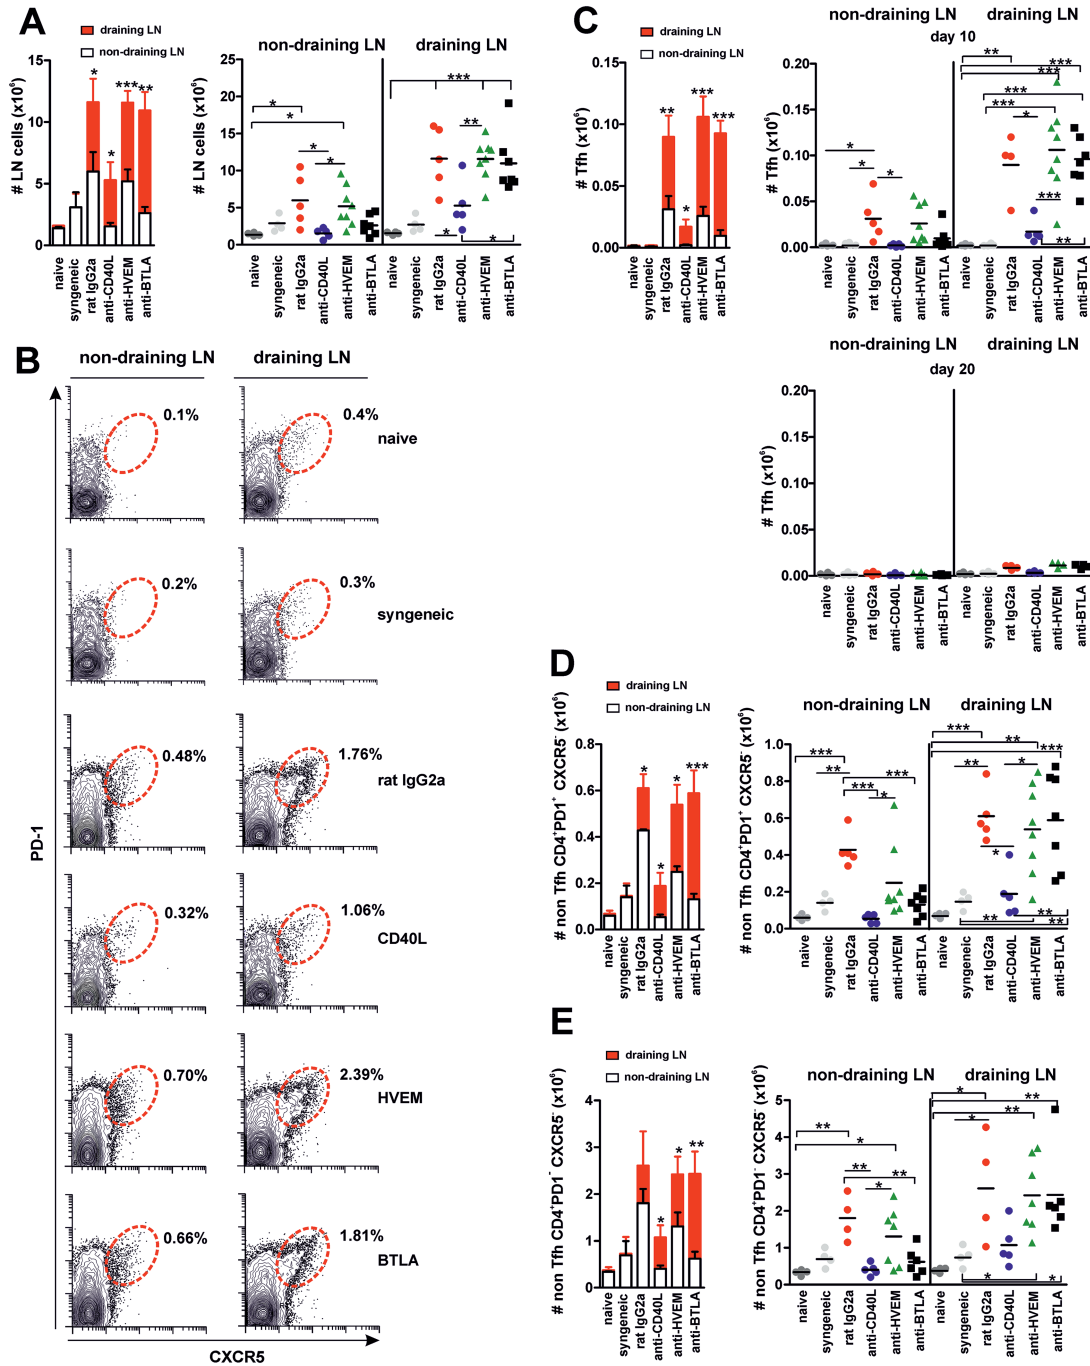 A
draining LN
non-draining LN
# LN cells (x10⁶)
15
10
5
0
*
*
***
**
naive
syngeneic
rat IgG2a
anti-CD40L
anti-HVEM
anti-BTLA
non-draining LN
draining LN
# LN cells (x10⁶)
25
20
15
10
5
0
*
*
*
*
***
**
*
*
naive
syngeneic
rat IgG2a
anti-CD40L
anti-HVEM
anti-BTLA
naive
syngeneic
rat IgG2a
anti-CD40L
anti-HVEM
anti-BTLA
B
non-draining LN
draining LN
0.1%
0.4%
naive
0.2%
0.3%
syngeneic
0.48%
1.76%
rat IgG2a
0.32%
1.06%
CD40L
0.70%
2.39%
HVEM
0.66%
1.81%
BTLA
PD-1
CXCR5
C
draining LN
non-draining LN
# Tfh (x10⁶)
0.15
0.10
0.05
0.00
**
*
***
***
naive
syngeneic
rat IgG2a
anti-CD40L
anti-HVEM
anti-BTLA
non-draining LN
draining LN
day 10
# Tfh (x10⁶)
0.20
0.15
0.10
0.05
0.00
*
*
*
**
***
***
***
***
*
***
**
naive
syngeneic
rat IgG2a
anti-CD40L
anti-HVEM
anti-BTLA
naive
syngeneic
rat IgG2a
anti-CD40L
anti-HVEM
anti-BTLA
non-draining LN
draining LN
day 20
# Tfh (x10⁶)
0.20
0.15
0.10
0.05
0.00
naive
syngeneic
rat IgG2a
anti-CD40L
anti-HVEM
anti-BTLA
naive
syngeneic
rat IgG2a
anti-CD40L
anti-HVEM
anti-BTLA
D
draining LN
non-draining LN
# non Tfh CD4⁺PD1⁺ CXCR5⁻ (x10⁶)
0.8
0.6
0.4
0.2
0.0
*
*
*
***
naive
syngeneic
rat IgG2a
anti-CD40L
anti-HVEM
anti-BTLA
non-draining LN
draining LN
# non Tfh CD4⁺PD1⁺ CXCR5⁻ (x10⁶)
1.0
0.8
0.6
0.4
0.2
0.0
***
**
***
***
*
***
**
***
**
*
*
**
**
**
naive
syngeneic
rat IgG2a
anti-CD40L
anti-HVEM
anti-BTLA
naive
syngeneic
rat IgG2a
anti-CD40L
anti-HVEM
anti-BTLA
E
draining LN
non-draining LN
# non Tfh CD4⁺PD1⁻ CXCR5⁻ (x10⁶)
4
3
2
1
0
*
*
**
naive
syngeneic
rat IgG2a
anti-CD40L
anti-HVEM
anti-BTLA
non-draining LN
draining LN
# non Tfh CD4⁺PD1⁻ CXCR5⁻ (x10⁶)
5
4
3
2
1
0
**
*
**
**
*
*
**
**
*
*
*
naive
syngeneic
rat IgG2a
anti-CD40L
anti-HVEM
anti-BTLA
naive
syngeneic
rat IgG2a
anti-CD40L
anti-HVEM
anti-BTLA